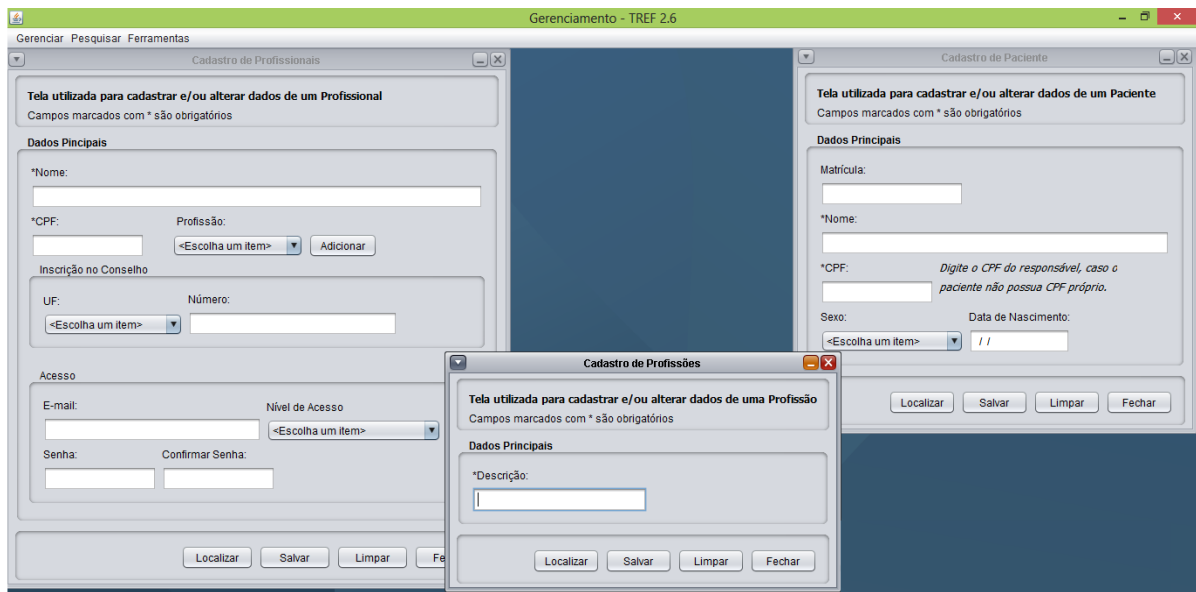 Gerenciamento - TREF 2.6
Gerenciar Pesquisar Ferramentas
Cadastro de Profissionais
Tela utilizada para cadastrar e/ou alterar dados de um Profissional
Campos marcados com * são obrigatórios
Dados Pincipais
*Nome:
*CPF: Profissão:
<Escolha um item> Adicionar
Inscrição no Conselho
UF: Número:
<Escolha um item>
Acesso
E-mail: Nível de Acesso
<Escolha um item>
Senha: Confirmar Senha:
Localizar Salvar Limpar Fe
Cadastro de Profissões
Tela utilizada para cadastrar e/ou alterar dados de uma Profissão
Campos marcados com * são obrigatórios
Dados Principais
*Descrição:
Localizar Salvar Limpar Fechar
Cadastro de Paciente
Tela utilizada para cadastrar e/ou alterar dados de um Paciente
Campos marcados com * são obrigatórios
Dados Principais
Matrícula:
*Nome:
*CPF: Digite o CPF do responsável, caso o
paciente não possua CPF próprio.
Sexo: Data de Nascimento:
<Escolha um item> / /
Localizar Salvar Limpar Fechar